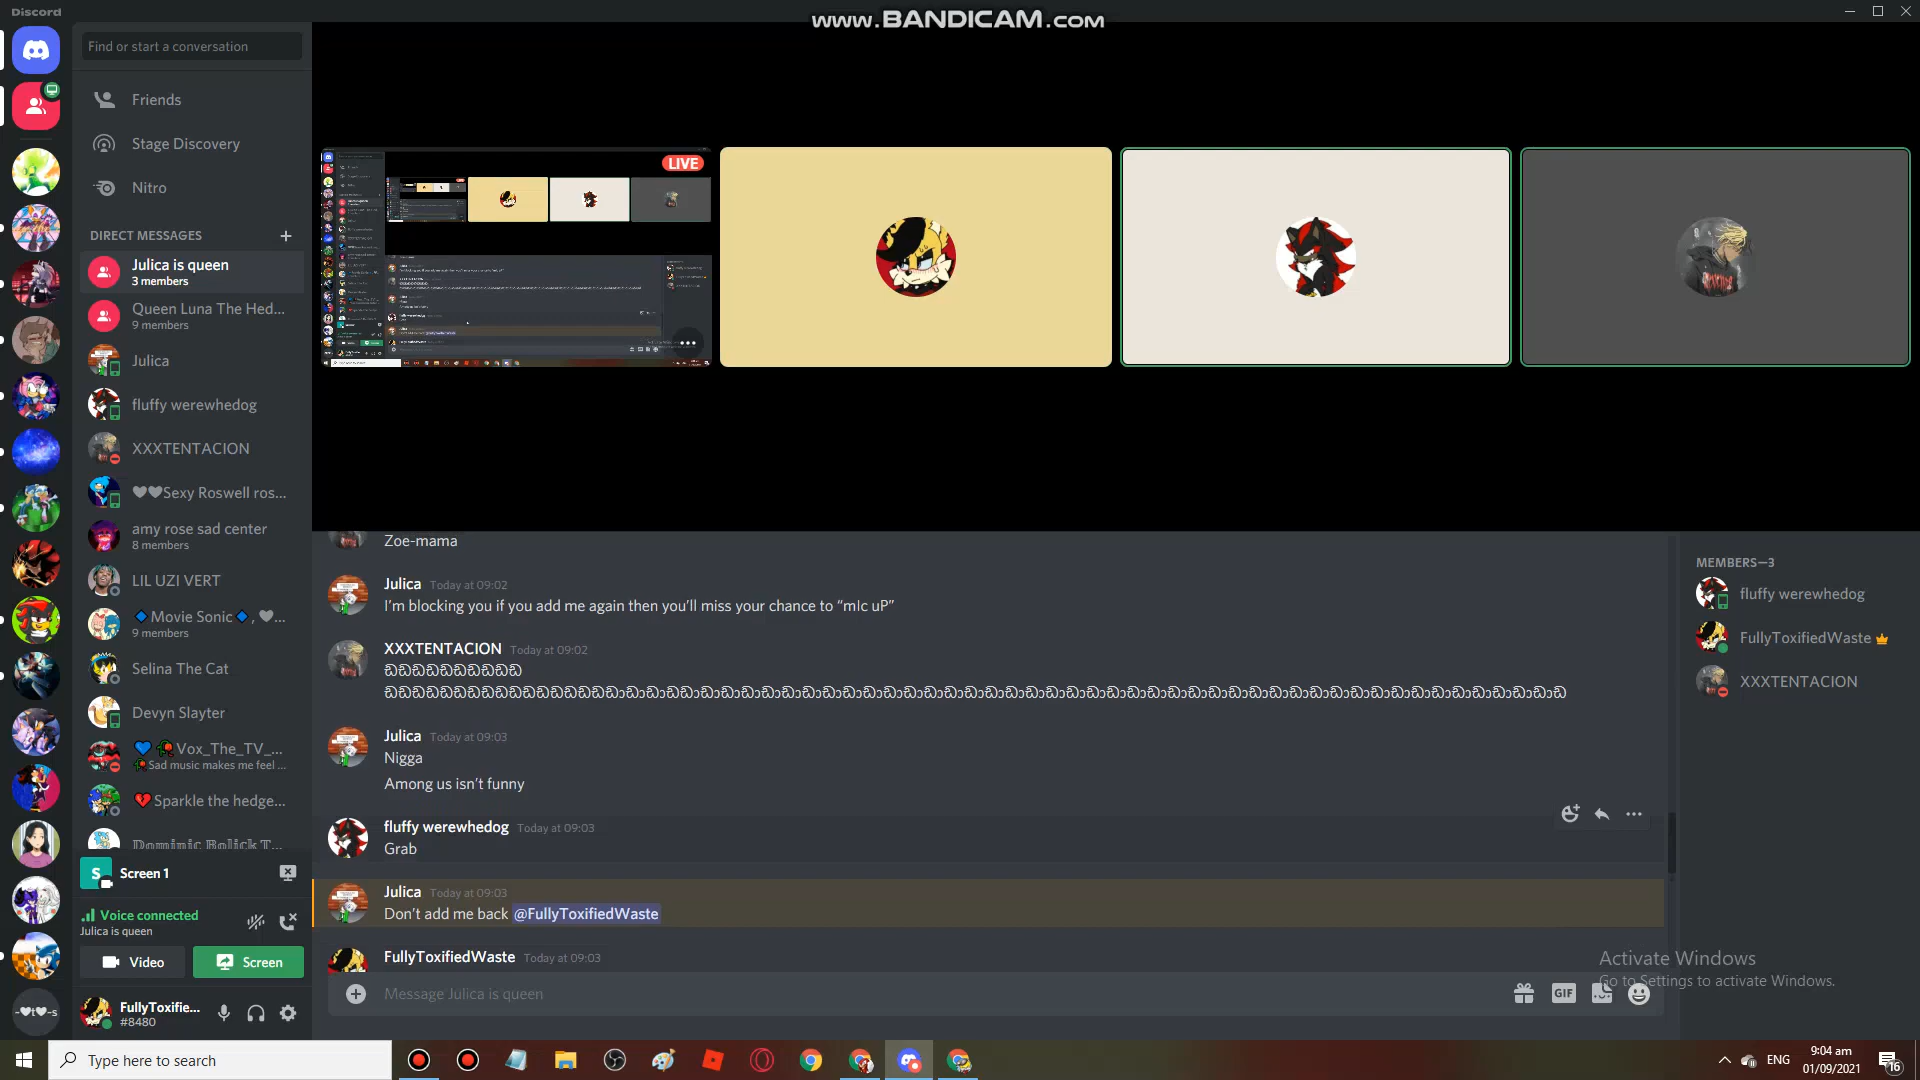 Discord
www.BANDICAM.com
Find or start a conversation
Friends
Stage Discovery
Nitro
DIRECT MESSAGES
Julica is queen
3 members
Queen Luna The Hed...
9 members
Julica
fluffy werewhedog
XXXTENTACION
🖤🖤Sexy Roswell ros...
amy rose sad center
8 members
LIL UZI VERT
🔷Movie Sonic🔷, 🖤...
9 members
Selina The Cat
Devyn Slayter
💙🥀Vox_The_TV_...
🥀Sad music makes me feel ...
💔Sparkle the hedge...
𝔻𝕠𝕞𝕚𝕟𝕚𝕔 𝔹𝕠𝕝𝕚𝕔𝕜 𝕋...
S
Screen 1
Voice connected
Julica is queen
Video
Screen
FullyToxifie...
#8480
LIVE
Zoe-mama
Julica Today at 09:02
I'm blocking you if you add me again then you'll miss your chance to "m!c uP"
XXXTENTACION Today at 09:02
Julica Today at 09:03
Nigga
Among us isn't funny
fluffy werewhedog Today at 09:03
Grab
Julica Today at 09:03
Don't add me back @FullyToxifiedWaste
FullyToxifiedWaste Today at 09:03
Message Julica is queen
GIF
MEMBERS—3
fluffy werewhedog
FullyToxifiedWaste
XXXTENTACION
Activate Windows
Go to Settings to activate Windows.
-♥t♥-s
Type here to search
ENG
9:04 am
01/09/2021
16